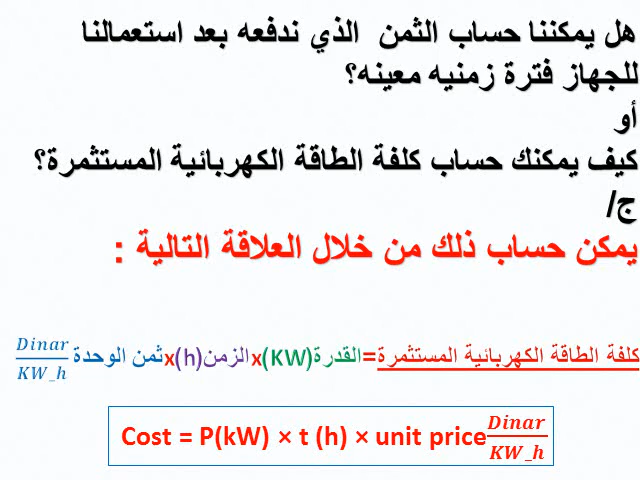 هل يمكننا حساب الثمن الذي ندفعه بعد استعمالنا
للجهاز فترة زمنيه معينه؟
أو
كيف يمكنك حساب كلفة الطاقة الكهربائية المستثمرة؟
ج/
يمكن حساب ذلك من خلال العلاقة التالية :
كلفة الطاقة الكهربائية المستثمرة=القدرة(KW)xالزمن(h)xثمن الوحدة Dinar/KW_h
Cost = P(kW) × t (h) × unit price Dinar/KW_h